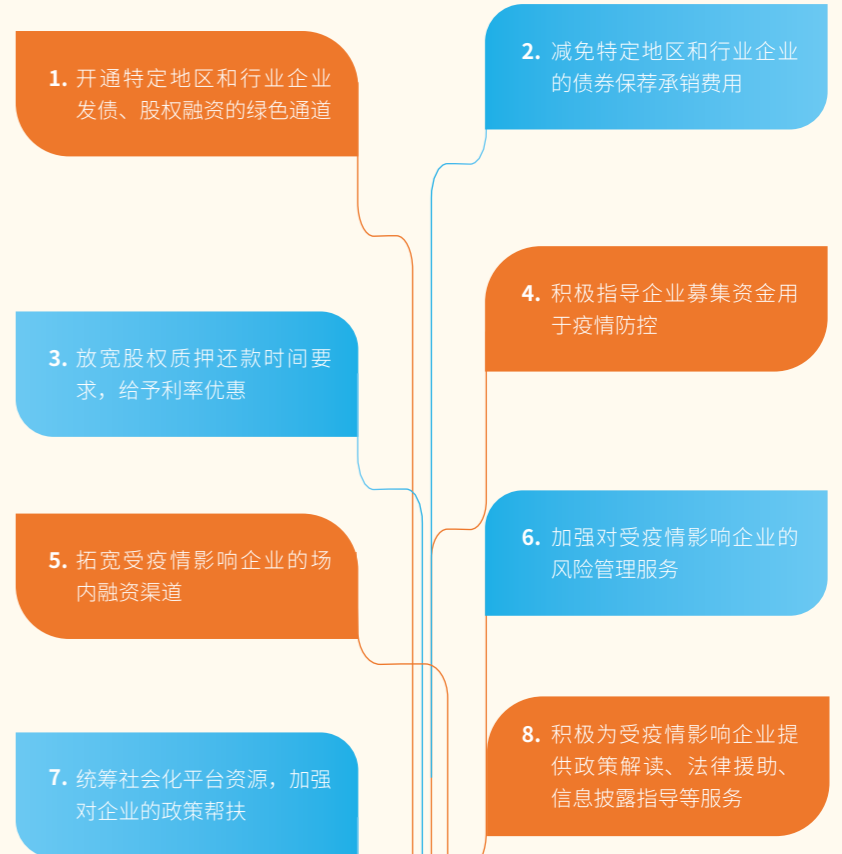 1. 开通特定地区和行业企业
发债、股权融资的绿色通道
2. 减免特定地区和行业企业
的债券保荐承销费用
3. 放宽股权质押还款时间要
求，给予利率优惠
4. 积极指导企业募集资金用
于疫情防控
5. 拓宽受疫情影响企业的场
内融资渠道
6. 加强对受疫情影响企业的
风险管理服务
7. 统筹社会化平台资源，加强
对企业的政策帮扶
8. 积极为受疫情影响企业提
供政策解读、法律援助、
信息披露指导等服务